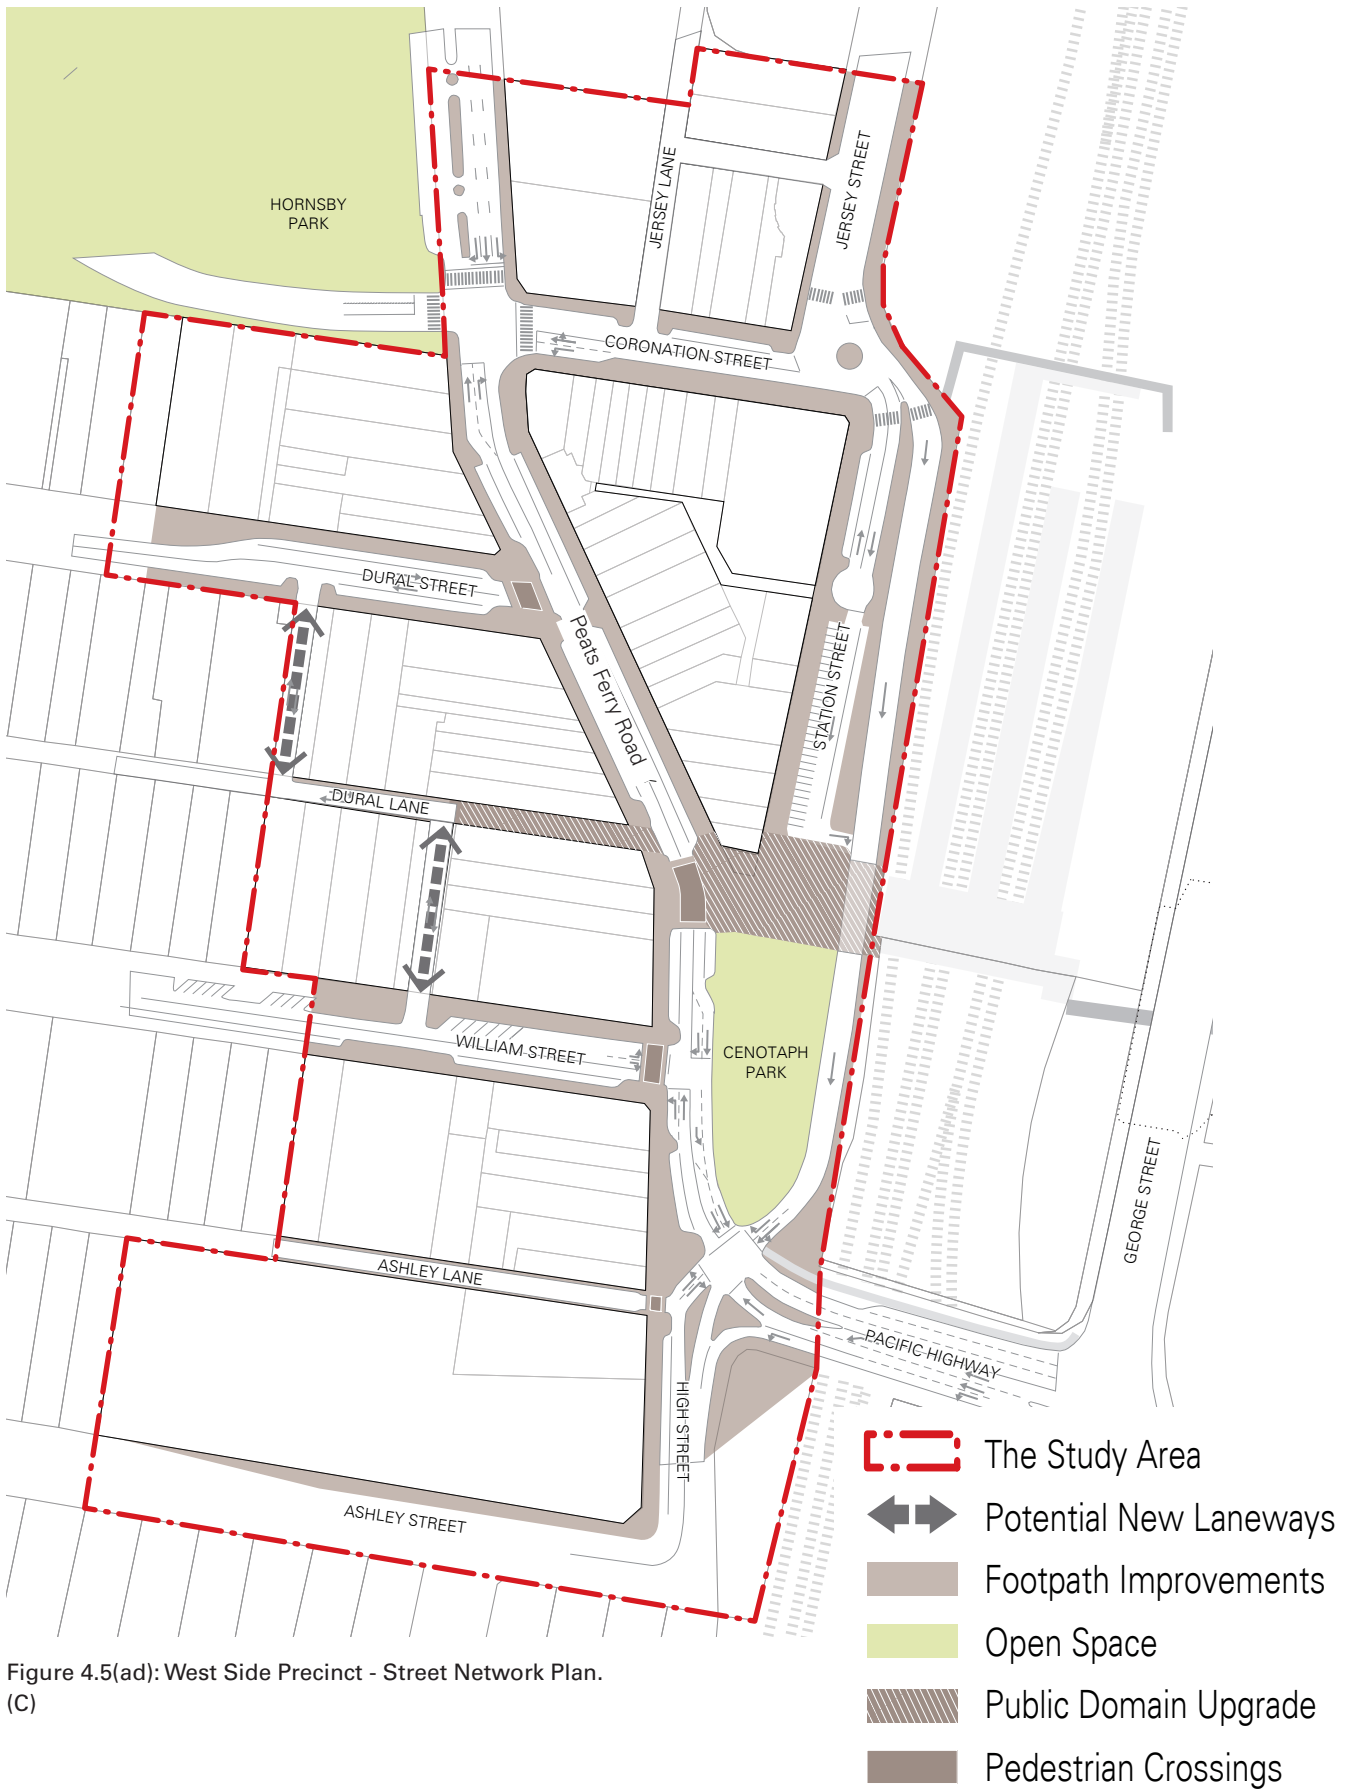 HORNSBY
PARK
JERSEY LANE
JERSEY STREET
CORONATION STREET
DURAL STREET
Peats Ferry Road
STATION STREET
DURAL LANE
WILLIAM STREET
CENOTAPH
PARK
GEORGE STREET
ASHLEY LANE
PACIFIC HIGHWAY
HIGH STREET
ASHLEY STREET
The Study Area
Potential New Laneways
Footpath Improvements
Open Space
Public Domain Upgrade
Pedestrian Crossings
Figure 4.5(ad): West Side Precinct - Street Network Plan.
(C)